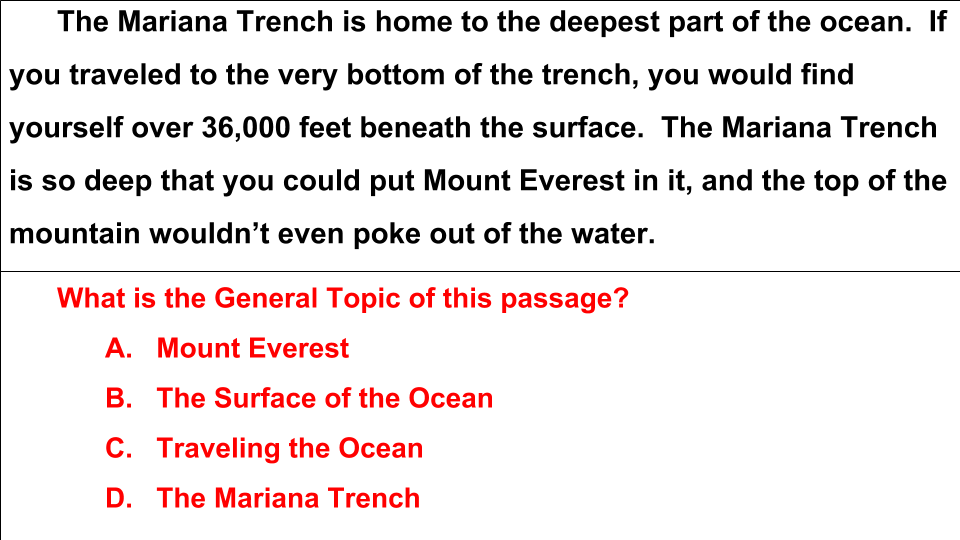 The Mariana Trench is home to the deepest part of the ocean.  If
you traveled to the very bottom of the trench, you would find
yourself over 36,000 feet beneath the surface.  The Mariana Trench
is so deep that you could put Mount Everest in it, and the top of the
mountain wouldn’t even poke out of the water.
What is the General Topic of this passage?
A. Mount Everest
B. The Surface of the Ocean
C. Traveling the Ocean
D. The Mariana Trench